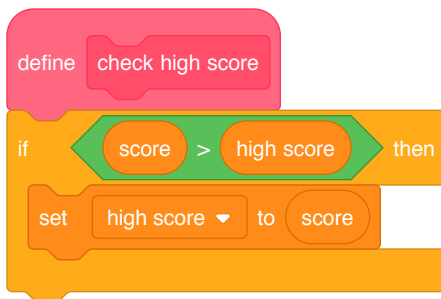 define check high score
if score > high score then
set high score to score